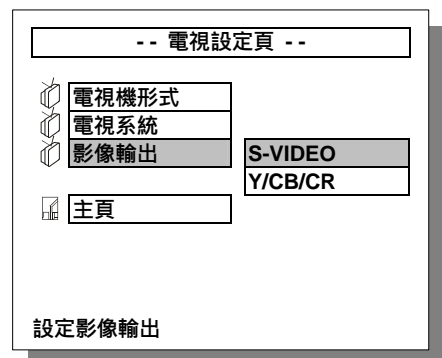 -- 電視設定頁 --
電視機形式
電視系統
影像輸出 S-VIDEO
Y/CB/CR
主頁
設定影像輸出